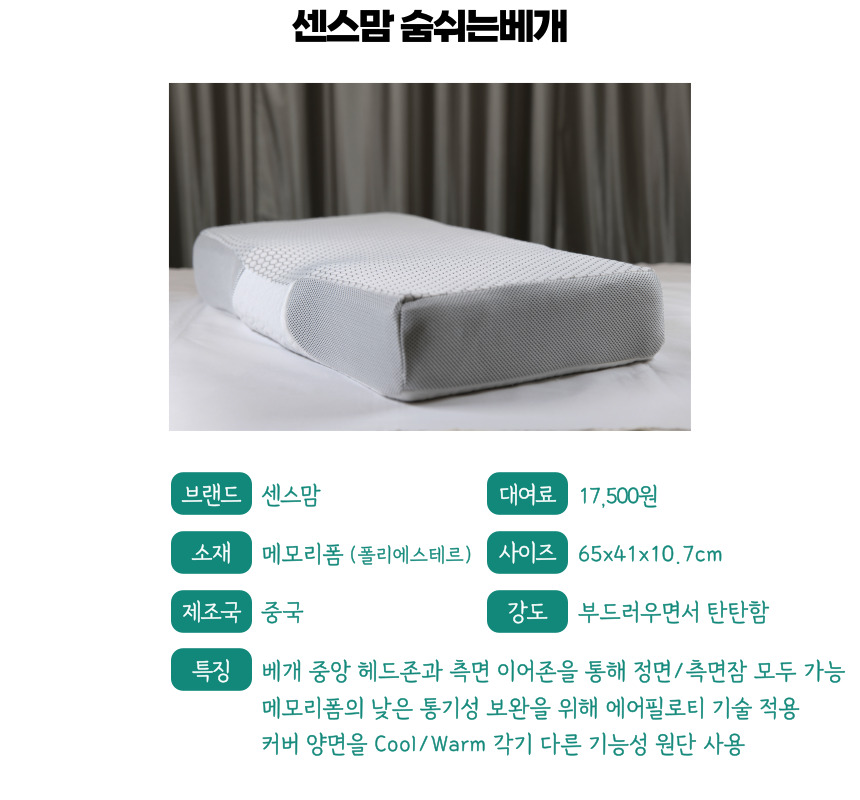 센스맘 숨쉬는베개
브랜드 센스맘 대여료 17,500원
소재 메모리폼 (폴리에스테르) 사이즈 65x41x10.7cm
제조국 중국 강도 부드러우면서 탄탄함
특징 베개 중앙 헤드존과 측면 이어존을 통해 정면/측면잠 모두 가능
메모리폼의 낮은 통기성 보완을 위해 에어필로티 기술 적용
커버 양면을 Cool/Warm 각기 다른 기능성 원단 사용